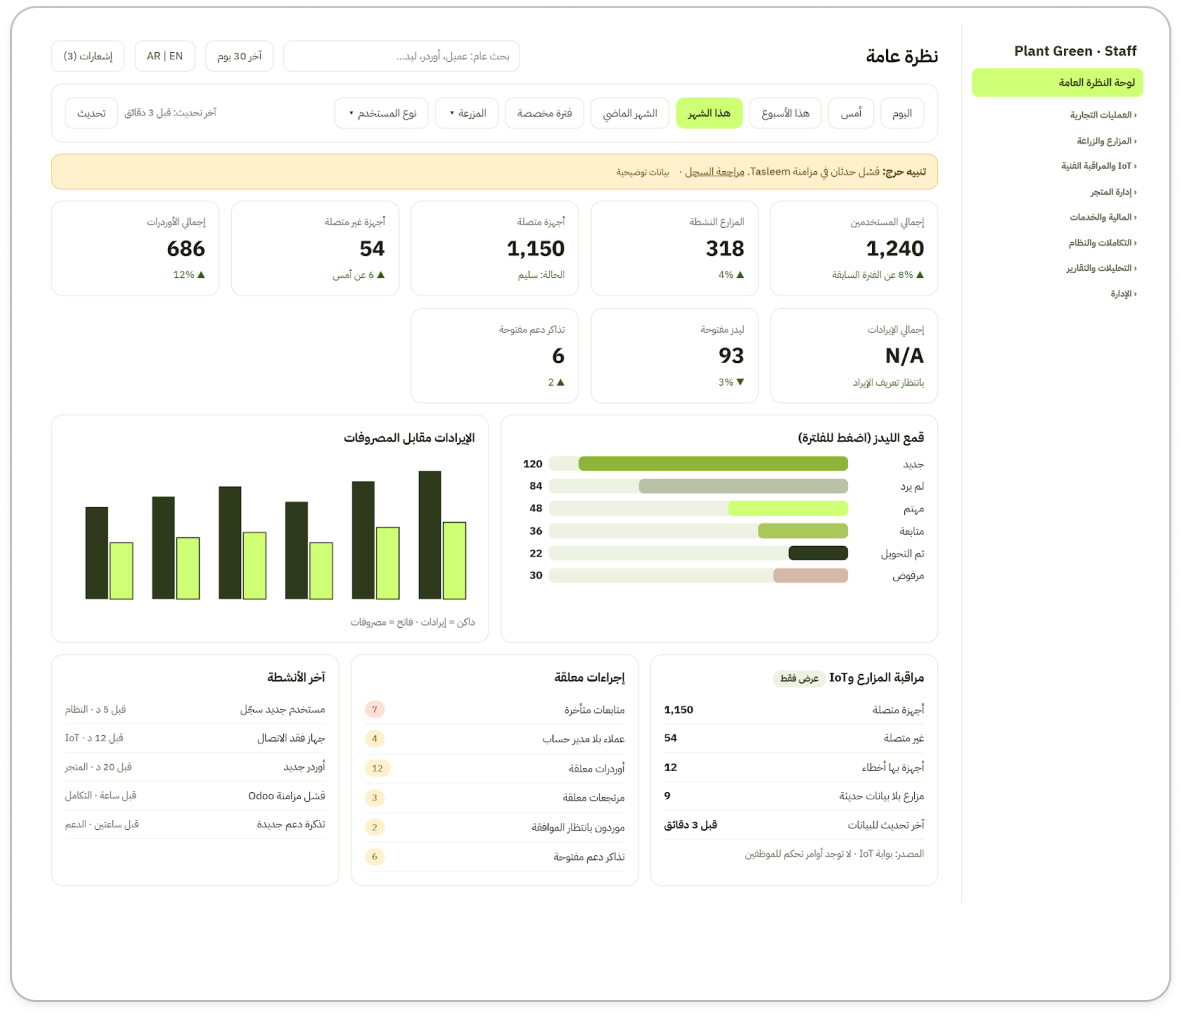 Plant Green · Staff
لوحة النظرة العامة
‹ العمليات التجارية
‹ المزارع والزراعة
‹ IoT والمراقبة الفنية
‹ إدارة المتجر
‹ المالية والخدمات
‹ التكاملات والنظام
‹ التحليلات والتقارير
‹ الإدارة
نظرة عامة
بحث عام: عميل، أوردر، ليد...
آخر 30 يوم
AR | EN
إشعارات (3)
اليوم
أمس
هذا الأسبوع
هذا الشهر
الشهر الماضي
فترة مخصصة
المزرعة ▾
نوع المستخدم ▾
آخر تحديث: قبل 3 دقائق
تحديث
تنبيه حرج: فشل حدثان في مزامنة Tasleem. مراجعة السجل · بيانات توضيحية
إجمالي المستخدمين
1,240
▲ 8% عن الفترة السابقة
المزارع النشطة
318
▲ 4%
أجهزة متصلة
1,150
الحالة: سليم
أجهزة غير متصلة
54
▲ 6 عن أمس
إجمالي الأوردرات
686
▲ 12%
إجمالي الإيرادات
N/A
بانتظار تعريف الإيراد
ليدز مفتوحة
93
▼ 3%
تذاكر دعم مفتوحة
6
▲ 2
قمع الليدز (اضغط للفلترة)
جديد 120
لم يرد 84
مهتم 48
متابعة 36
تم التحويل 22
مرفوض 30
الإيرادات مقابل المصروفات
داكن = إيرادات · فاتح = مصروفات
مراقبة المزارع وIoT عرض فقط
أجهزة متصلة 1,150
غير متصلة 54
أجهزة بها أخطاء 12
مزارع بلا بيانات حديثة 9
آخر تحديث للبيانات قبل 3 دقائق
المصدر: بوابة IoT · لا توجد أوامر تحكم للموظفين
إجراءات معلقة
متابعات متأخرة 7
عملاء بلا مدير حساب 4
أوردرات معلقة 12
مرتجعات معلقة 3
موردون بانتظار الموافقة 2
تذاكر دعم مفتوحة 6
آخر الأنشطة
مستخدم جديد سجّل قبل 5 د · النظام
جهاز فقد الاتصال قبل 12 د · IoT
أوردر جديد قبل 20 د · المتجر
فشل مزامنة Odoo قبل ساعة · التكامل
تذكرة دعم جديدة قبل ساعتين · الدعم